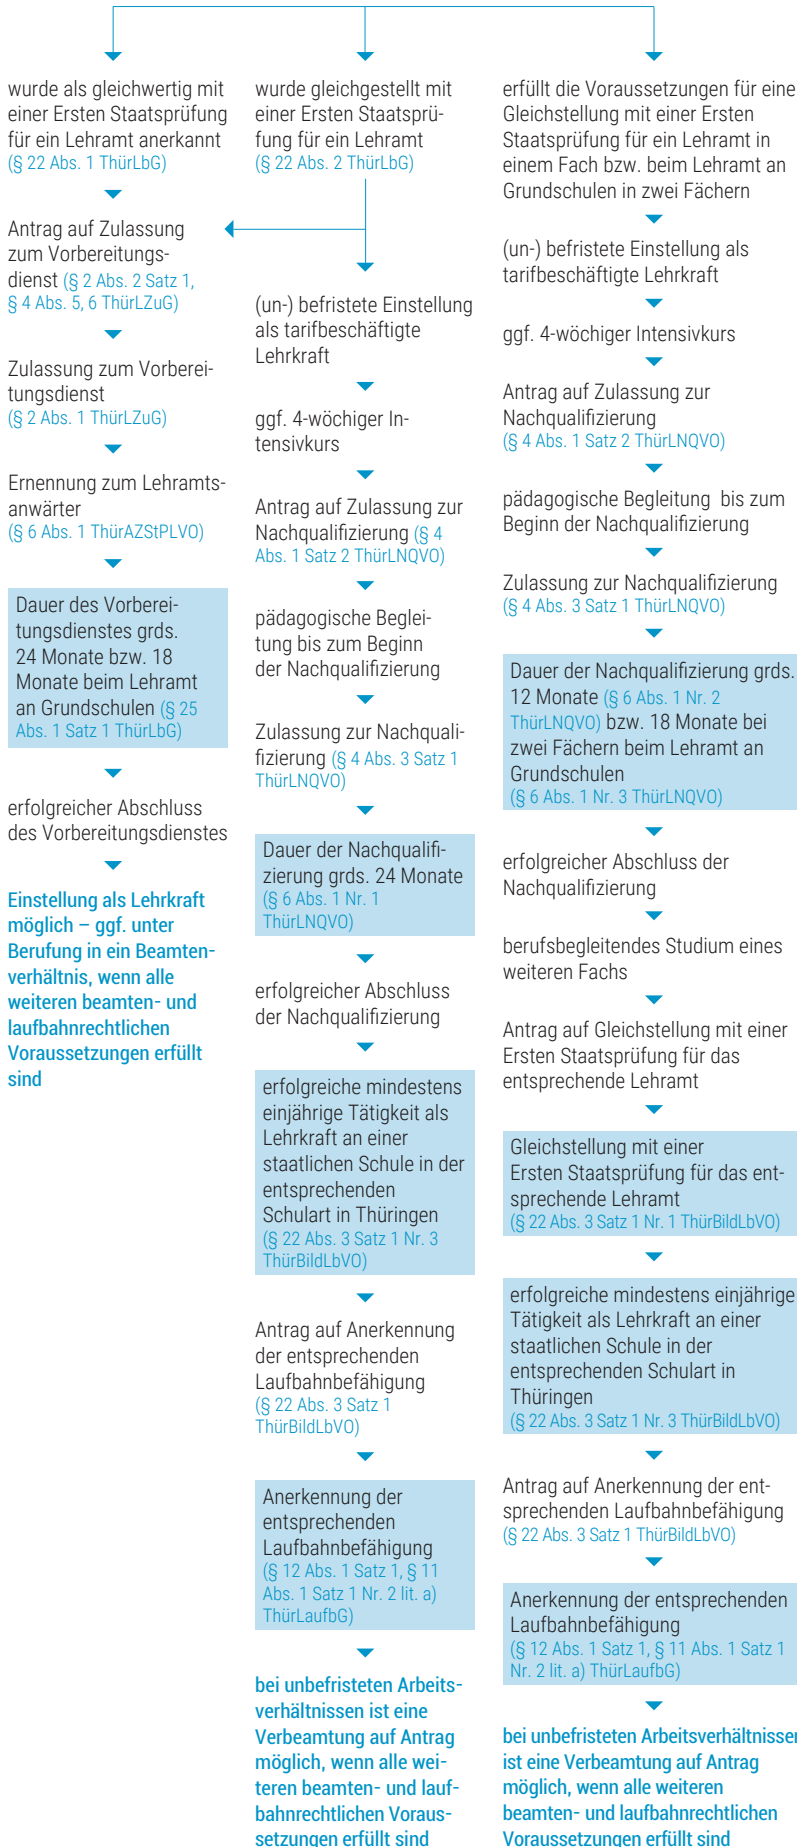 wurde als gleichwertig mit
einer Ersten Staatsprüfung
für ein Lehramt anerkannt
(§ 22 Abs. 1 ThürLbG)
Antrag auf Zulassung
zum Vorbereitungs-
dienst (§ 2 Abs. 2 Satz 1,
§ 4 Abs. 5, 6 ThürLZuG)
Zulassung zum Vorberei-
tungsdienst
(§ 2 Abs. 1 ThürLZuG)
Ernennung zum Lehramts-
anwärter
(§ 6 Abs. 1 ThürAZStPLVO)
Dauer des Vorberei-
tungsdienstes grds.
24 Monate bzw. 18
Monate beim Lehramt
an Grundschulen (§ 25
Abs. 1 Satz 1 ThürLbG)
erfolgreicher Abschluss
des Vorbereitungsdienstes
Einstellung als Lehrkraft
möglich – ggf. unter
Berufung in ein Beamten-
verhältnis, wenn alle
weiteren beamten- und
laufbahnrechtlichen
Voraussetzungen erfüllt
sind
wurde gleichgestellt mit
einer Ersten Staatsprü-
fung für ein Lehramt
(§ 22 Abs. 2 ThürLbG)
(un-) befristete Einstellung
als tarifbeschäftigte
Lehrkraft
ggf. 4-wöchiger In-
tensivkurs
Antrag auf Zulassung zur
Nachqualifizierung (§ 4
Abs. 1 Satz 2 ThürLNQVO)
pädagogische Beglei-
tung bis zum Beginn
der Nachqualifizierung
Zulassung zur Nachquali-
fizierung (§ 4 Abs. 3 Satz 1
ThürLNQVO)
Dauer der Nachqualifi-
zierung grds. 24 Monate
(§ 6 Abs. 1 Nr. 1
ThürLNQVO)
erfolgreicher Abschluss
der Nachqualifizierung
erfolgreiche mindestens
einjährige Tätigkeit als
Lehrkraft an einer
staatlichen Schule in der
entsprechenden
Schulart in Thüringen
(§ 22 Abs. 3 Satz 1 Nr. 3
ThürBildLbVO)
Antrag auf Anerkennung
der entsprechenden
Laufbahnbefähigung
(§ 22 Abs. 3 Satz 1
ThürBildLbVO)
Anerkennung der
entsprechenden
Laufbahnbefähigung
(§ 12 Abs. 1 Satz 1, § 11
Abs. 1 Satz 1 Nr. 2 lit. a)
ThürLaufbG)
bei unbefristeten Arbeits-
verhältnissen ist eine
Verbeamtung auf Antrag
möglich, wenn alle wei-
teren beamten- und lauf-
bahnrechtlichen Voraus-
setzungen erfüllt sind
erfüllt die Voraussetzungen für eine
Gleichstellung mit einer Ersten
Staatsprüfung für ein Lehramt in
einem Fach bzw. beim Lehramt an
Grundschulen in zwei Fächern
(un-) befristete Einstellung als
tarifbeschäftigte Lehrkraft
ggf. 4-wöchiger Intensivkurs
Antrag auf Zulassung zur
Nachqualifizierung
(§ 4 Abs. 1 Satz 2 ThürLNQVO)
pädagogische Begleitung bis zum
Beginn der Nachqualifizierung
Zulassung zur Nachqualifizierung
(§ 4 Abs. 3 Satz 1 ThürLNQVO)
Dauer der Nachqualifizierung grds.
12 Monate (§ 6 Abs. 1 Nr. 2
ThürLNQVO) bzw. 18 Monate bei
zwei Fächern beim Lehramt an
Grundschulen
(§ 6 Abs. 1 Nr. 3 ThürLNQVO)
erfolgreicher Abschluss der
Nachqualifizierung
berufsbegleitendes Studium eines
weiteren Fachs
Antrag auf Gleichstellung mit einer
Ersten Staatsprüfung für das
entsprechende Lehramt
Gleichstellung mit einer
Ersten Staatsprüfung für das ent-
sprechende Lehramt
(§ 22 Abs. 3 Satz 1 Nr. 1 ThürBildLbVO)
erfolgreiche mindestens einjährige
Tätigkeit als Lehrkraft an einer
staatlichen Schule in der
entsprechenden Schulart in
Thüringen
(§ 22 Abs. 3 Satz 1 Nr. 3 ThürBildLbVO)
Antrag auf Anerkennung der ent-
sprechenden Laufbahnbefähigung
(§ 22 Abs. 3 Satz 1 ThürBildLbVO)
Anerkennung der entsprechenden
Laufbahnbefähigung
(§ 12 Abs. 1 Satz 1, § 11 Abs. 1 Satz 1
Nr. 2 lit. a) ThürLaufbG)
bei unbefristeten Arbeitsverhältnissen
ist eine Verbeamtung auf Antrag
möglich, wenn alle weiteren
beamten- und laufbahnrechtlichen
Voraussetzungen erfüllt sind